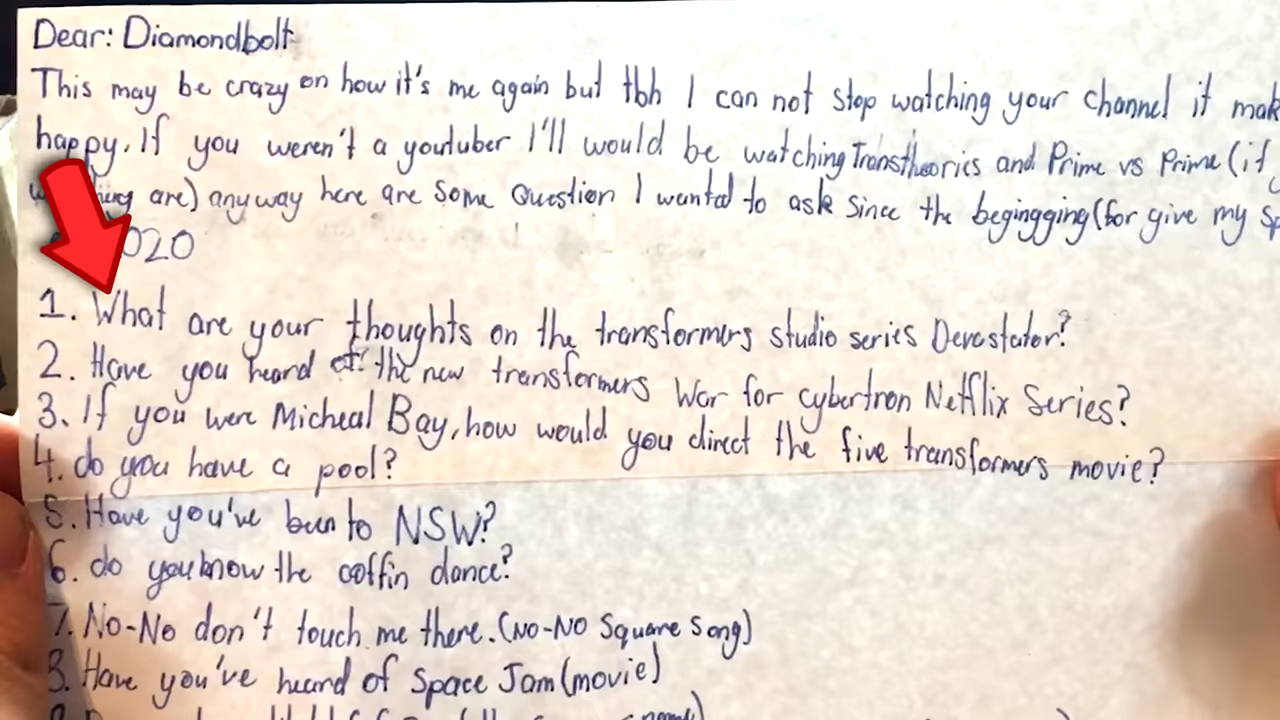 Dear: Diamondbolt
This may be crazy on how it's me again but tbh I can not stop watching your channel it mak
happy. If you weren't a youtuber I'll would be watching Transtheories and Prime vs Prime (if
are) anyway here are some Question I wanted to ask since the begingging (for give my sp
2020
1. What are your thoughts on the transformers studio series Devastator?
2. Have you heard of the new transformers War for cybertron Netflix Series?
3. If you were Micheal Bay, how would you direct the five transformers movie?
4. do you have a pool?
5. Have you've been to NSW?
6. do you know the coffin dance?
7. No-No don't touch me there. (No-No Square Song)
8. Have you've heard of Space Jam (movie)